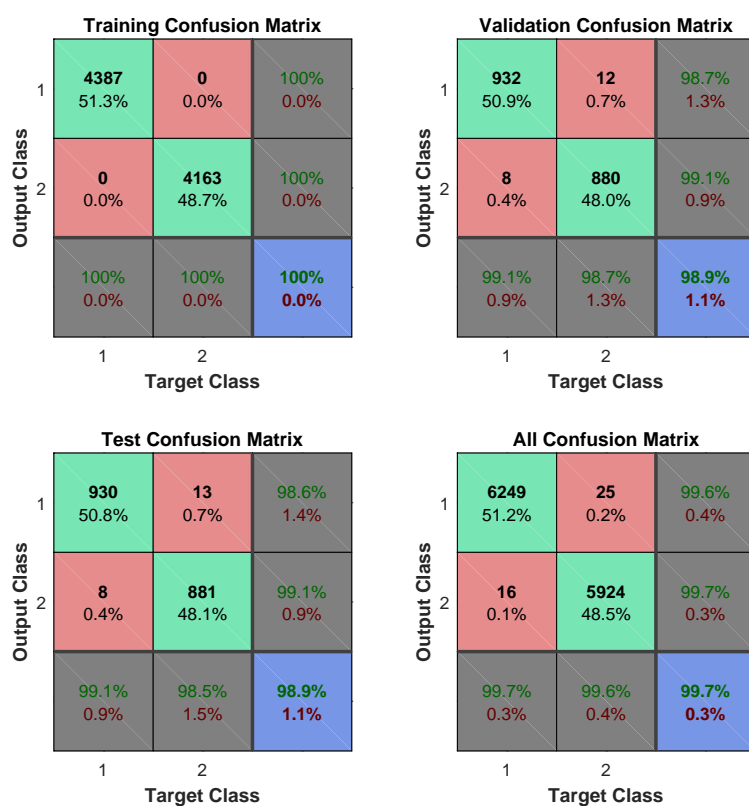 Training Confusion Matrix
4387 0 100%
51.3% 0.0% 0.0%
1
0 4163 100%
0.0% 48.7% 0.0%
2
100% 100% 100%
0.0% 0.0% 0.0%
1 2
Target Class
Output Class
Validation Confusion Matrix
932 12 98.7%
50.9% 0.7% 1.3%
1
8 880 99.1%
0.4% 48.0% 0.9%
2
99.1% 98.7% 98.9%
0.9% 1.3% 1.1%
1 2
Target Class
Output Class
Test Confusion Matrix
930 13 98.6%
50.8% 0.7% 1.4%
1
8 881 99.1%
0.4% 48.1% 0.9%
2
99.1% 98.5% 98.9%
0.9% 1.5% 1.1%
1 2
Target Class
Output Class
All Confusion Matrix
6249 25 99.6%
51.2% 0.2% 0.4%
1
16 5924 99.7%
0.1% 48.5% 0.3%
2
99.7% 99.6% 99.7%
0.3% 0.4% 0.3%
1 2
Target Class
Output Class